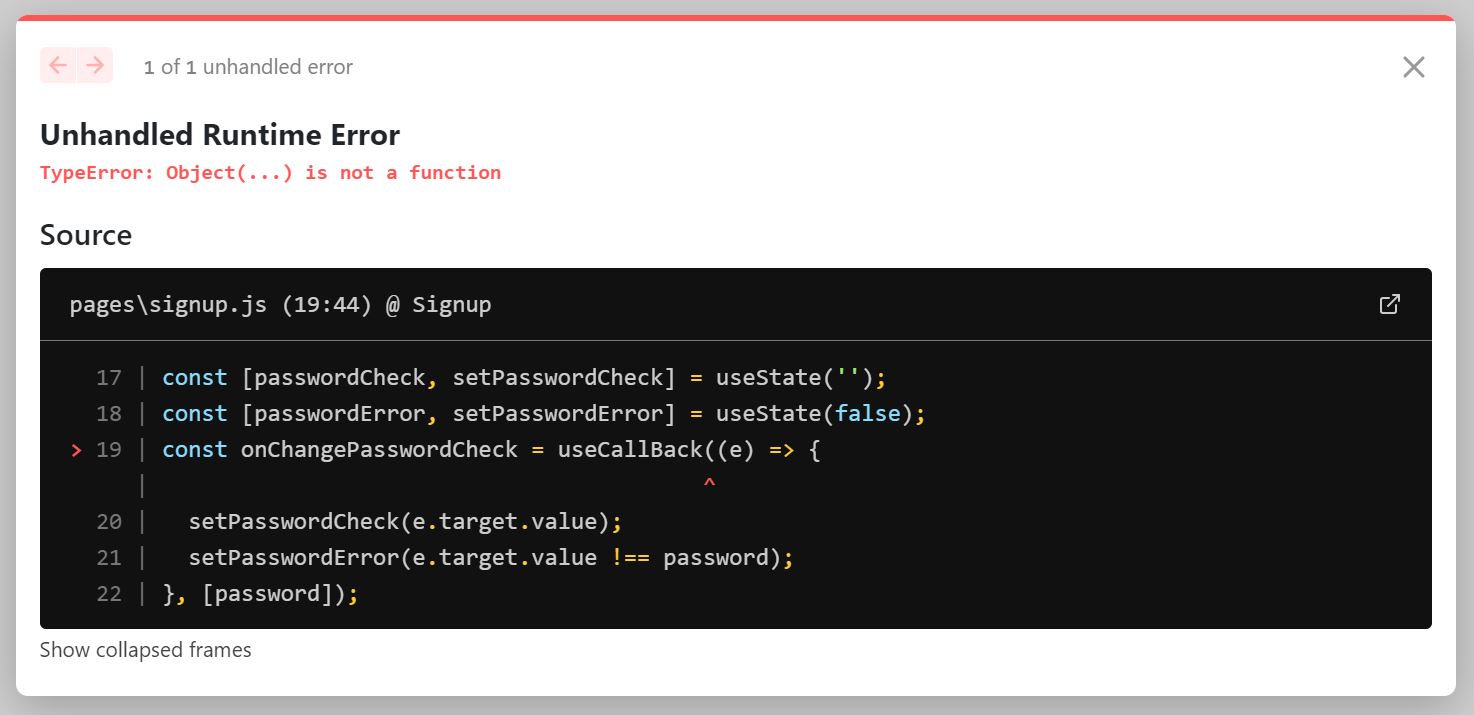 1 of 1 unhandled error
Unhandled Runtime Error
TypeError: Object(...) is not a function
Source
pages\signup.js (19:44) @ Signup
17 | const [passwordCheck, setPasswordCheck] = useState('');
18 | const [passwordError, setPasswordError] = useState(false);
> 19 | const onChangePasswordCheck = useCallBack((e) => {
| ^
20 | setPasswordCheck(e.target.value);
21 | setPasswordError(e.target.value !== password);
22 | }, [password]);
Show collapsed frames